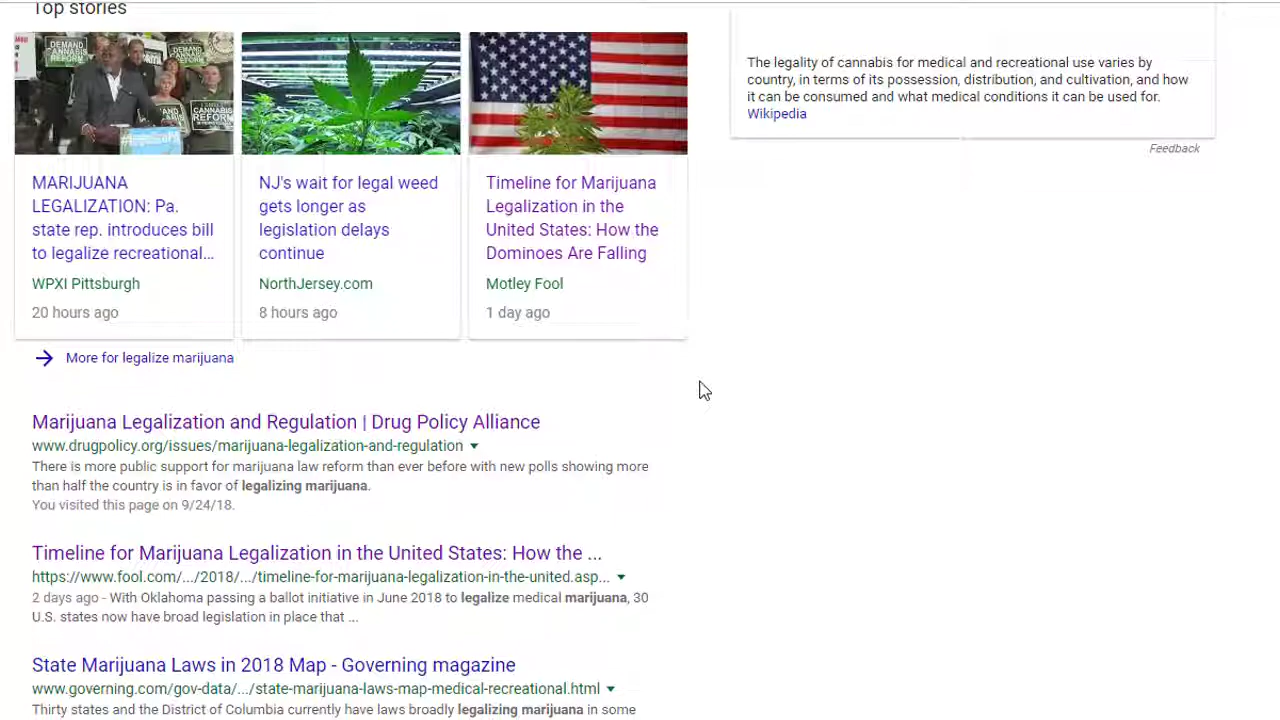 Top stories
DEMAND CANNABIS REFORM
DEMAND CANNABIS REFORM
DEMAND CANNABIS REFORM
MARIJUANA
LEGALIZATION: Pa.
state rep. introduces bill
to legalize recreational...
WPXI Pittsburgh
20 hours ago
NJ's wait for legal weed
gets longer as
legislation delays
continue
NorthJersey.com
8 hours ago
Timeline for Marijuana
Legalization in the
United States: How the
Dominoes Are Falling
Motley Fool
1 day ago
More for legalize marijuana
The legality of cannabis for medical and recreational use varies by
country, in terms of its possession, distribution, and cultivation, and how
it can be consumed and what medical conditions it can be used for.
Wikipedia
Feedback
Marijuana Legalization and Regulation | Drug Policy Alliance
www.drugpolicy.org/issues/marijuana-legalization-and-regulation
There is more public support for marijuana law reform than ever before with new polls showing more
than half the country is in favor of legalizing marijuana.
You visited this page on 9/24/18.
Timeline for Marijuana Legalization in the United States: How the ...
https://www.fool.com/.../2018/.../timeline-for-marijuana-legalization-in-the-united.asp...
2 days ago - With Oklahoma passing a ballot initiative in June 2018 to legalize medical marijuana, 30
U.S. states now have broad legislation in place that ...
State Marijuana Laws in 2018 Map - Governing magazine
www.governing.com/gov-data/.../state-marijuana-laws-map-medical-recreational.html
Thirty states and the District of Columbia currently have laws broadly legalizing marijuana in some